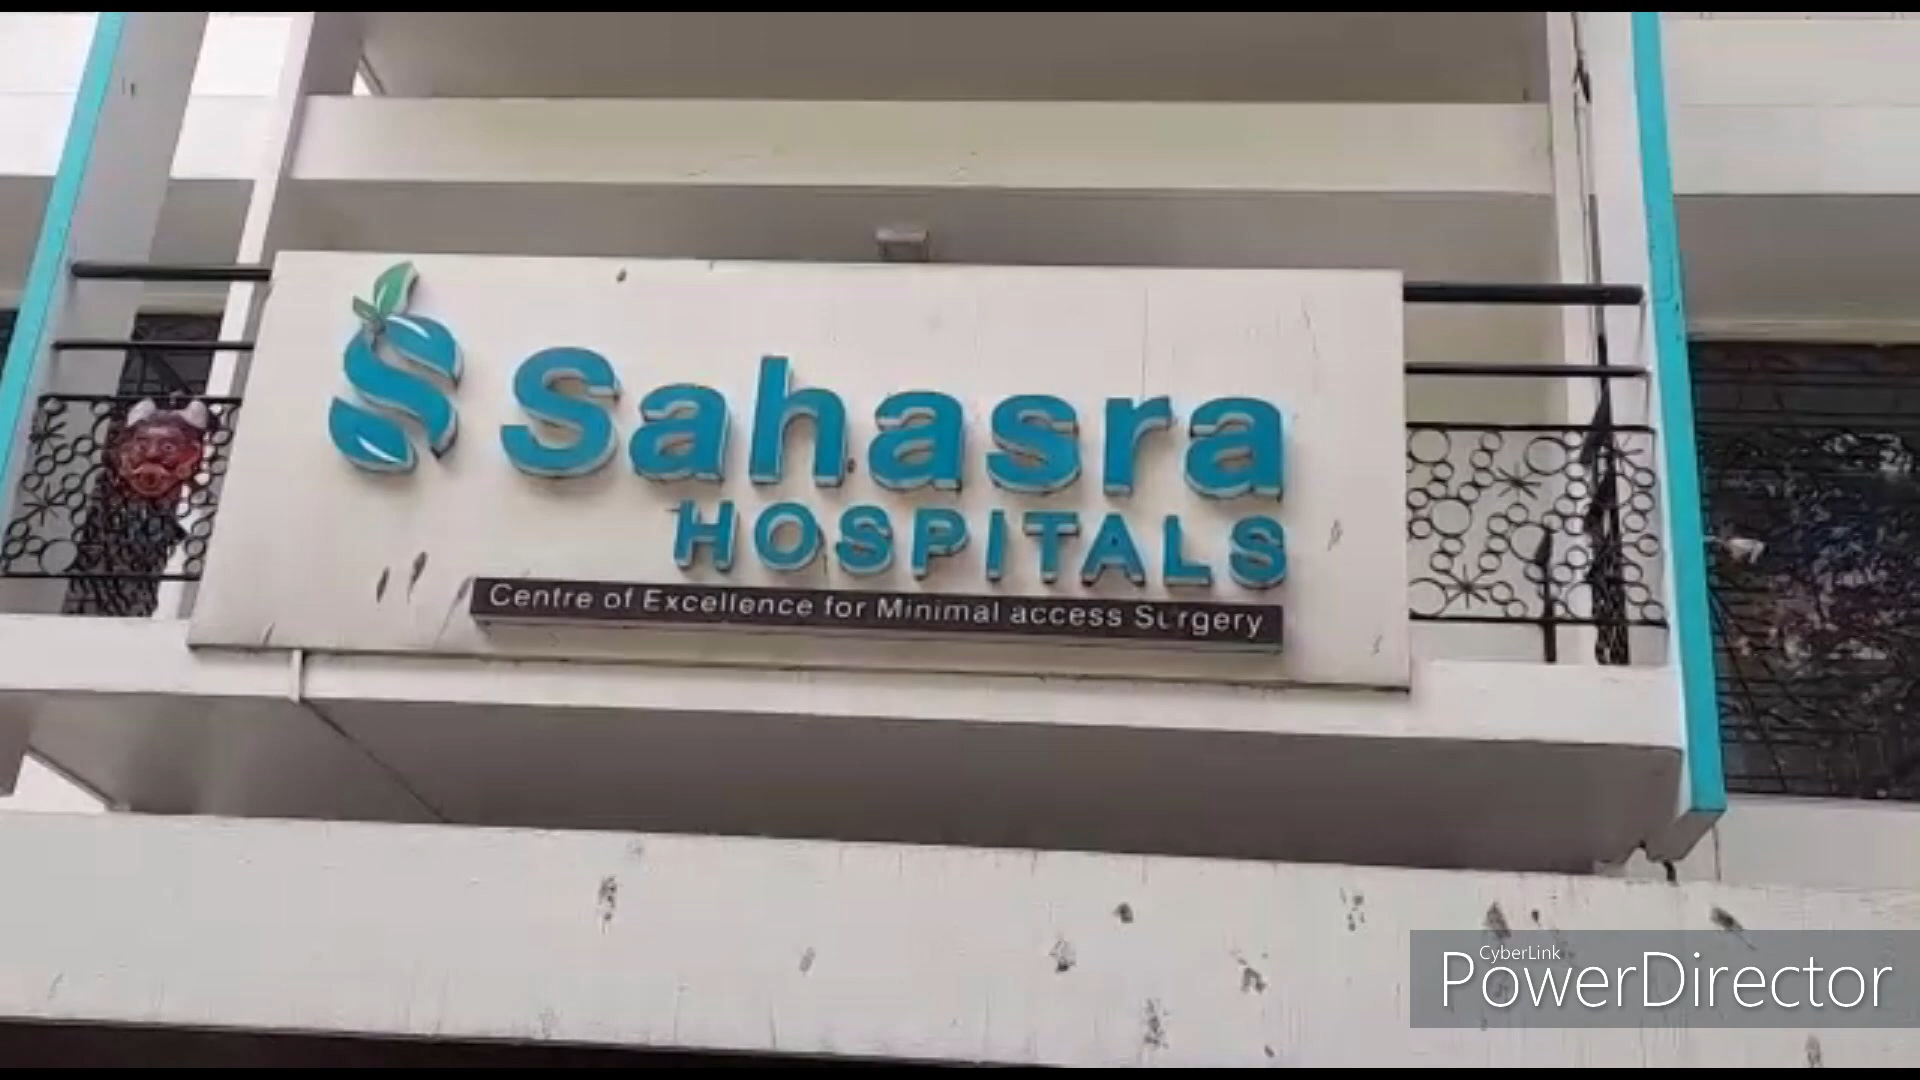 Sahasra
HOSPITALS
Centre of Excellence for Minimal access Surgery
CyberLink
PowerDirector